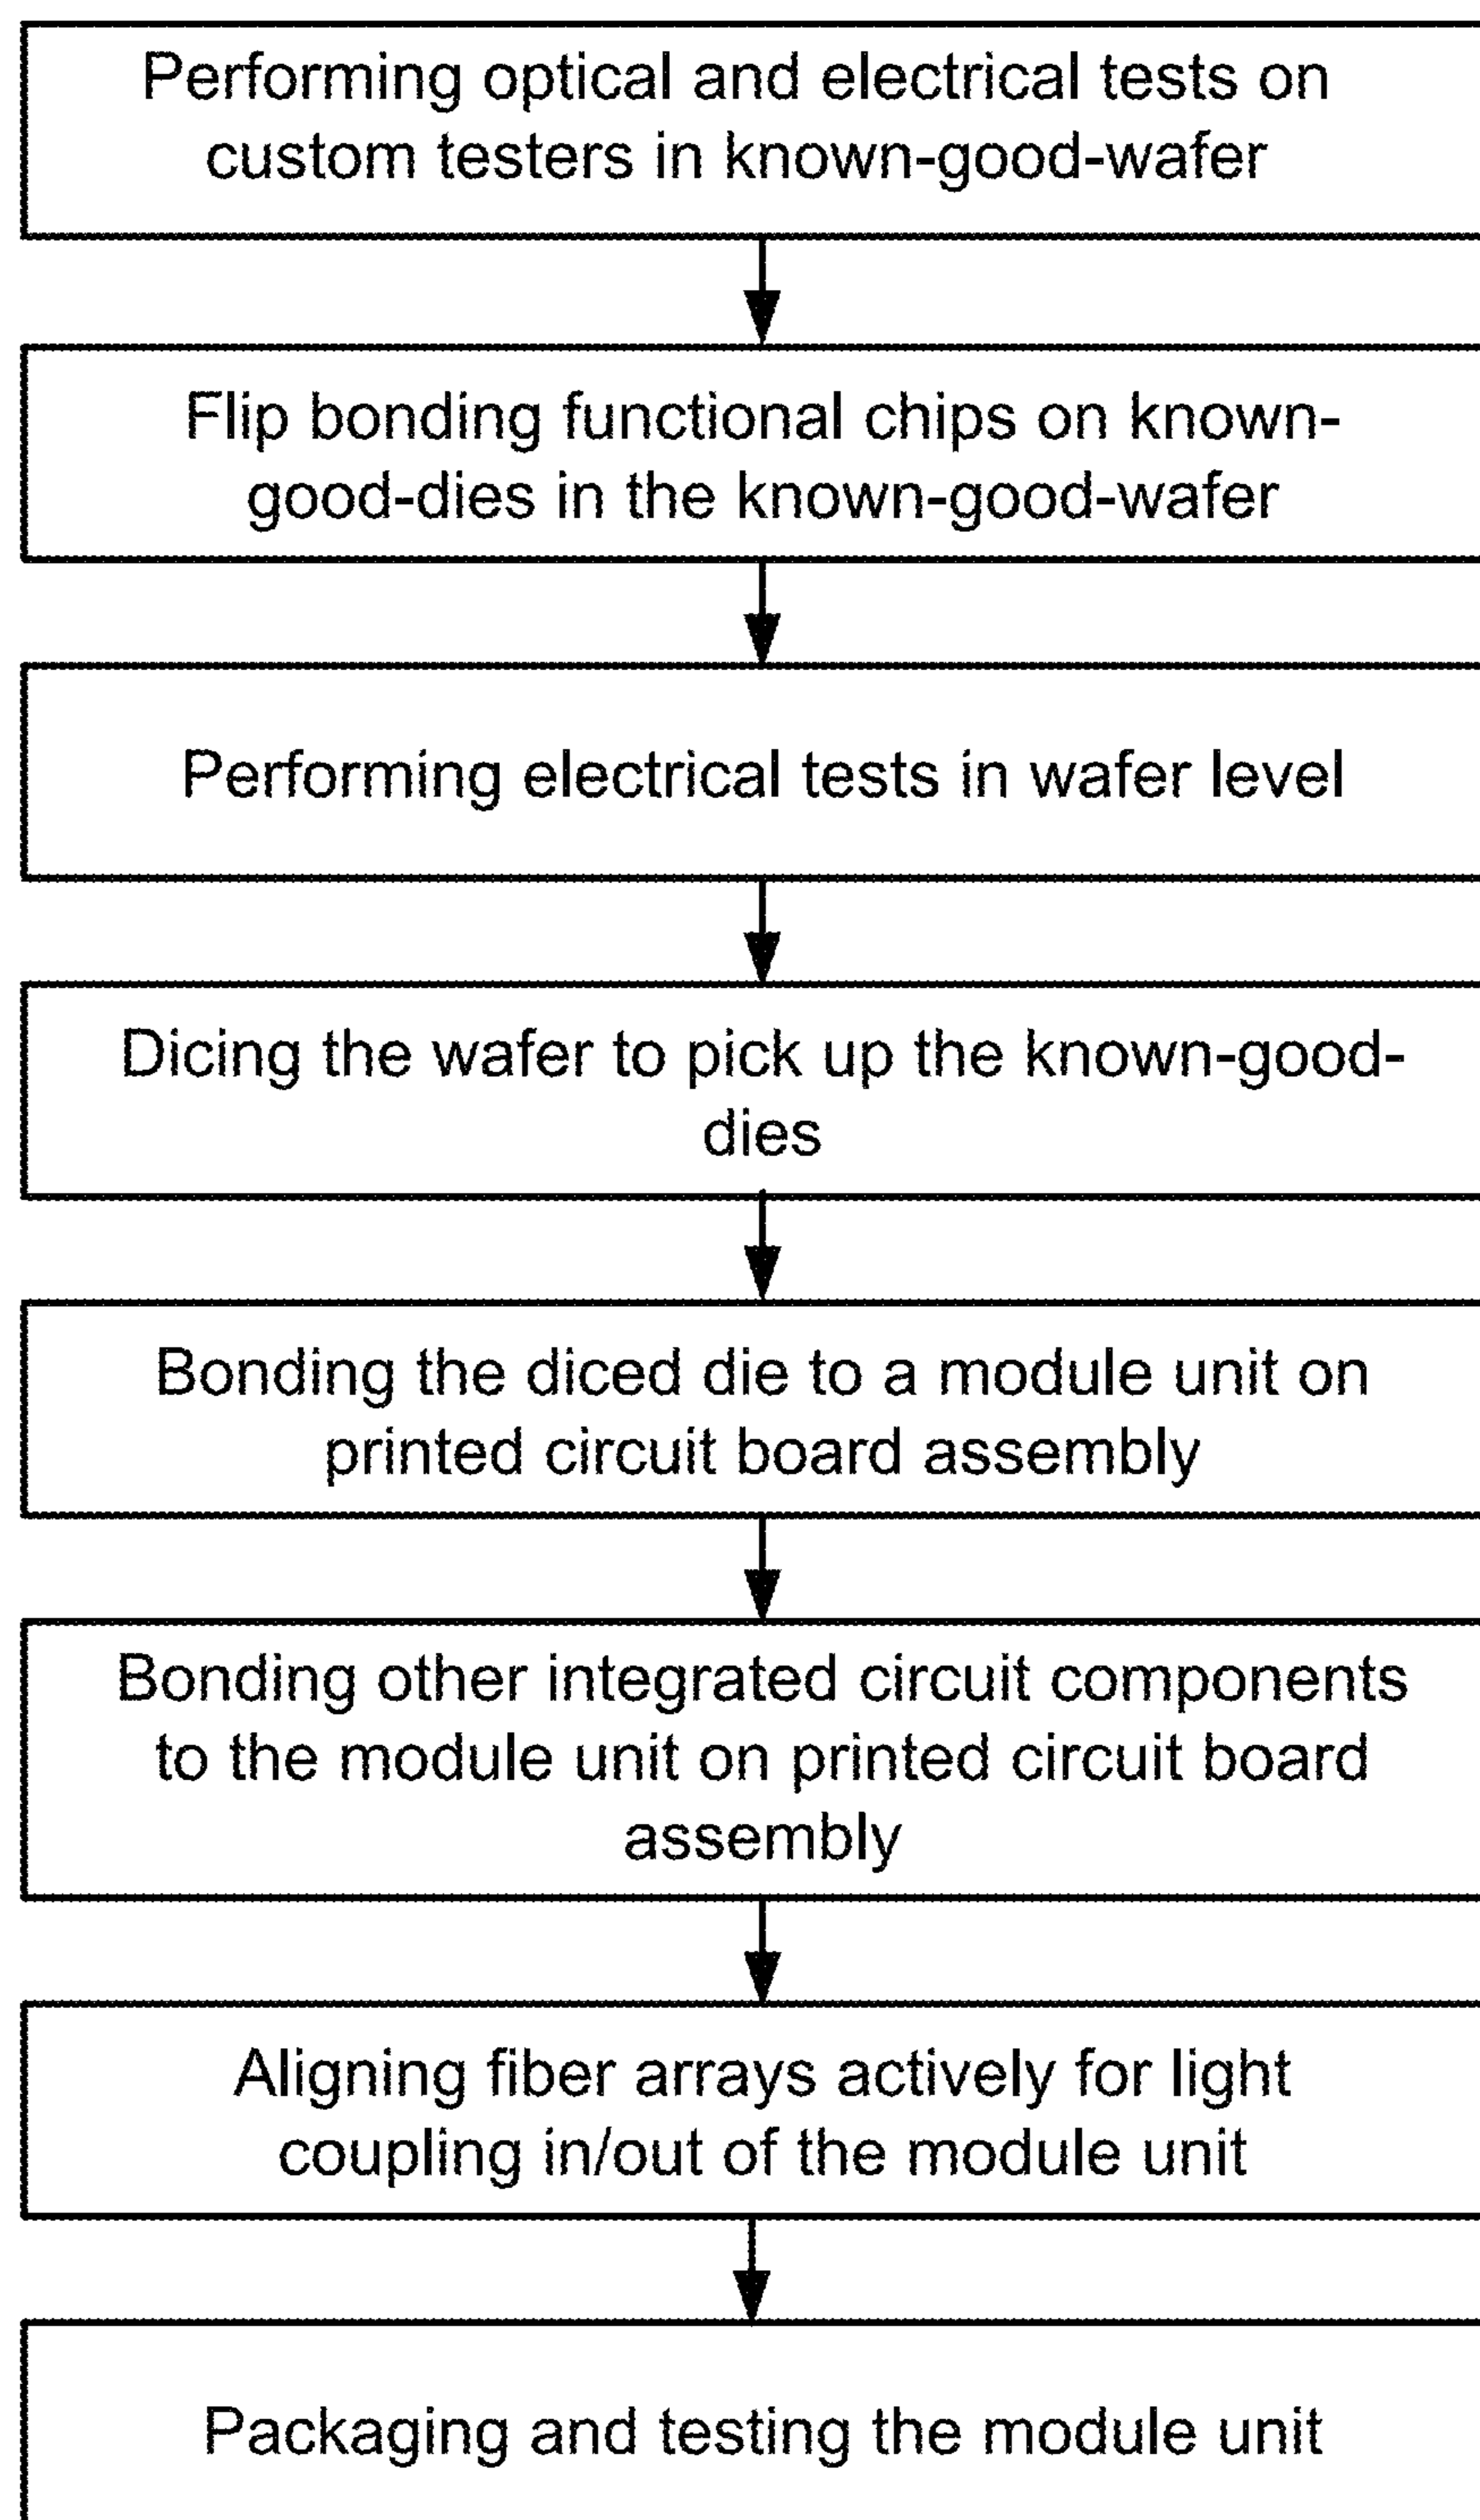 Performing optical and electrical tests on
custom testers in known-good-wafer
Flip bonding functional chips on known-
good-dies in the known-good-wafer
Performing electrical tests in wafer level
Dicing the wafer to pick up the known-good-
dies
Bonding the diced die to a module unit on
printed circuit board assembly
Bonding other integrated circuit components
to the module unit on printed circuit board
assembly
Aligning fiber arrays actively for light
coupling in/out of the module unit
Packaging and testing the module unit